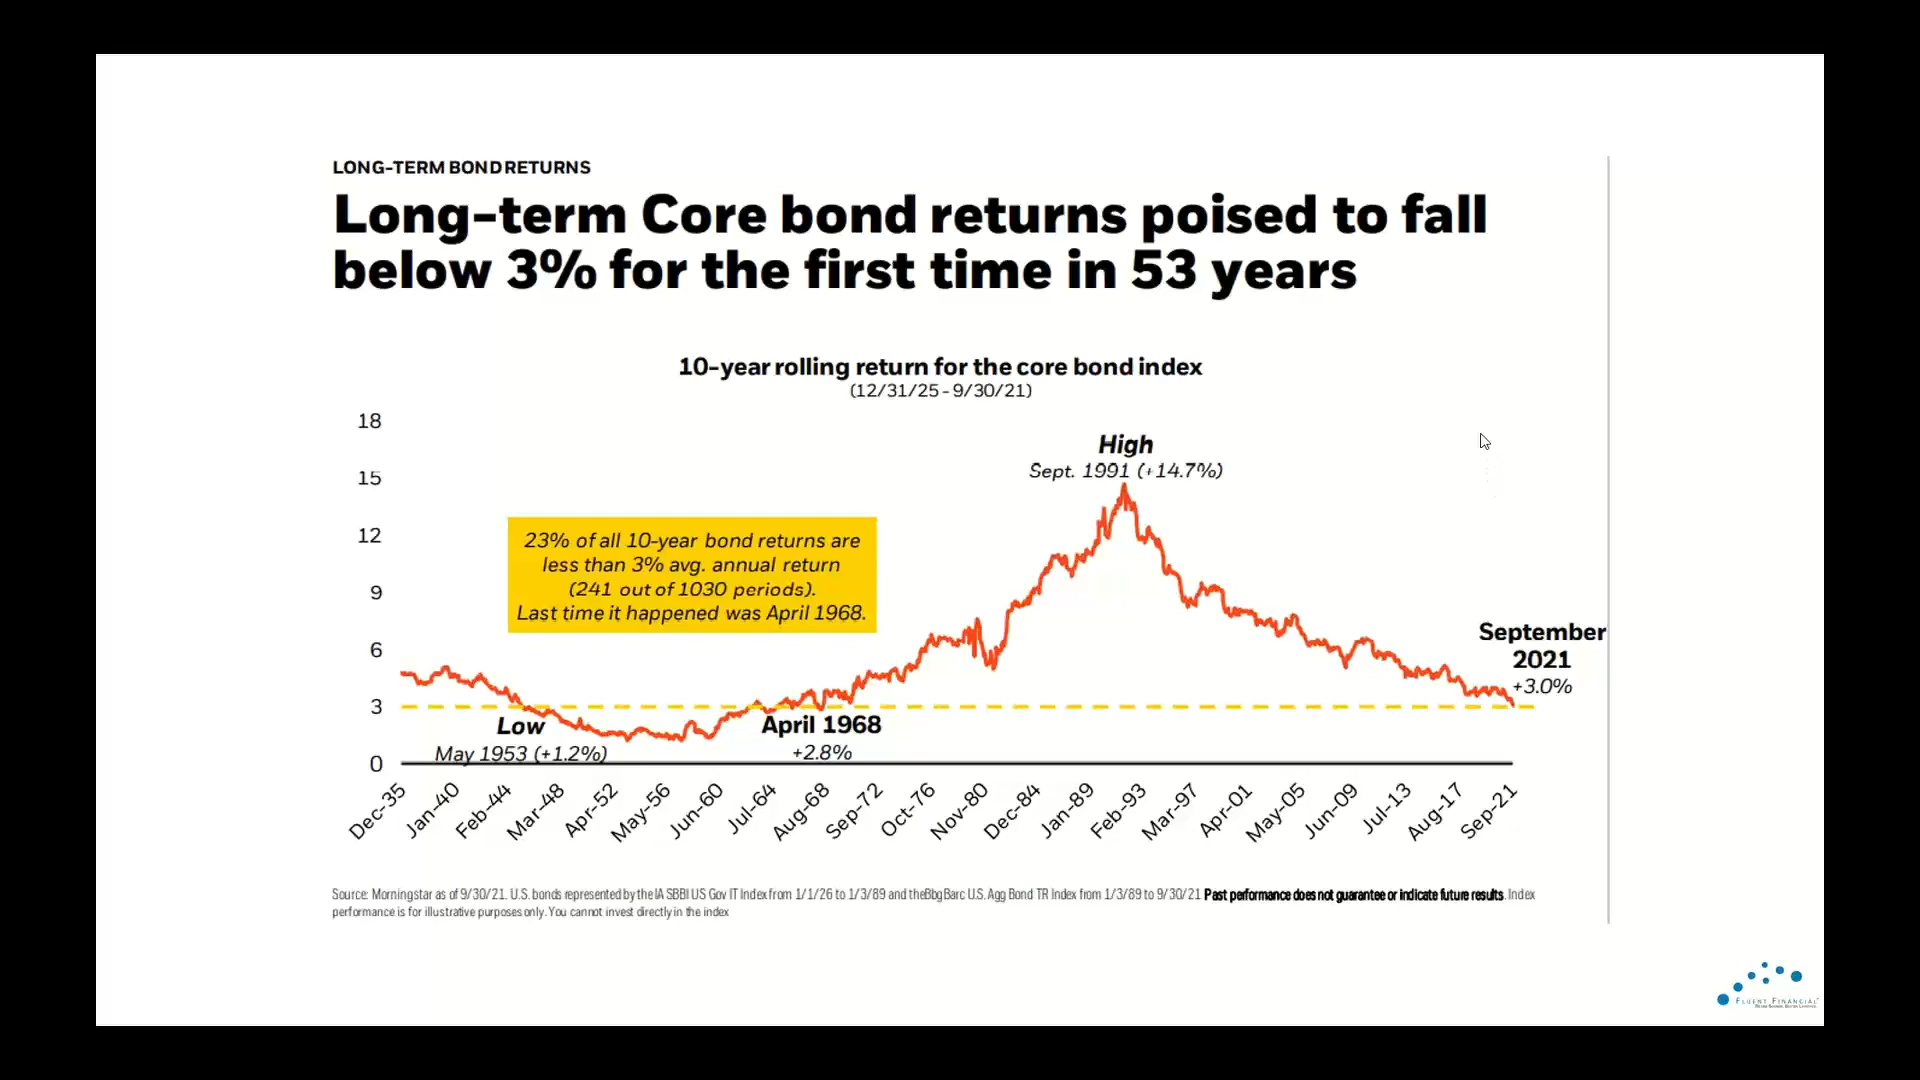 LONG-TERM BOND RETURNS
Long-term Core bond returns poised to fall
below 3% for the first time in 53 years
10-year rolling return for the core bond index
(12/31/25 - 9/30/21)
18
15
12
9
6
3
0
High
Sept. 1991 (+14.7%)
23% of all 10-year bond returns are
less than 3% avg. annual return
(241 out of 1030 periods).
Last time it happened was April 1968.
September
2021
+3.0%
Low
May 1953 (+1.2%)
April 1968
+2.8%
Dec-35
Jan-40
Feb-44
Mar-48
Apr-52
May-56
Jun-60
Jul-64
Aug-68
Sep-72
Oct-76
Nov-80
Dec-84
Jan-89
Feb-93
Mar-97
Apr-01
May-05
Jun-09
Jul-13
Aug-17
Sep-21
Source: Morningstar as of 9/30/21. U.S. bonds represented by the IA SBBI US Gov IT Index from 1/1/26 to 1/3/89 and the Bbg Barc U.S. Agg Bond TR Index from 1/3/89 to 9/30/21. Past performance does not guarantee or indicate future results. Index
performance is for illustrative purposes only. You cannot invest directly in the index
FLUENT FINANCIAL